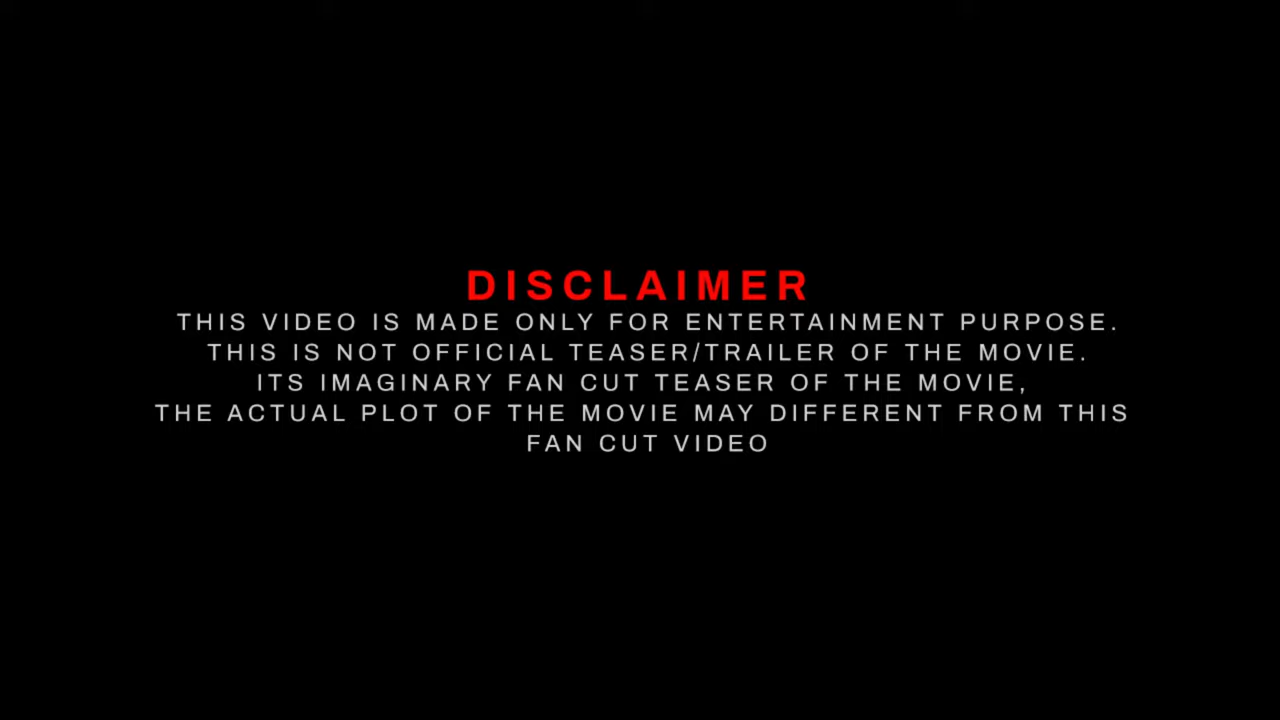 DISCLAIMER
THIS VIDEO IS MADE ONLY FOR ENTERTAINMENT PURPOSE.
THIS IS NOT OFFICIAL TEASER/TRAILER OF THE MOVIE.
ITS IMAGINARY FAN CUT TEASER OF THE MOVIE,
THE ACTUAL PLOT OF THE MOVIE MAY DIFFERENT FROM THIS
FAN CUT VIDEO